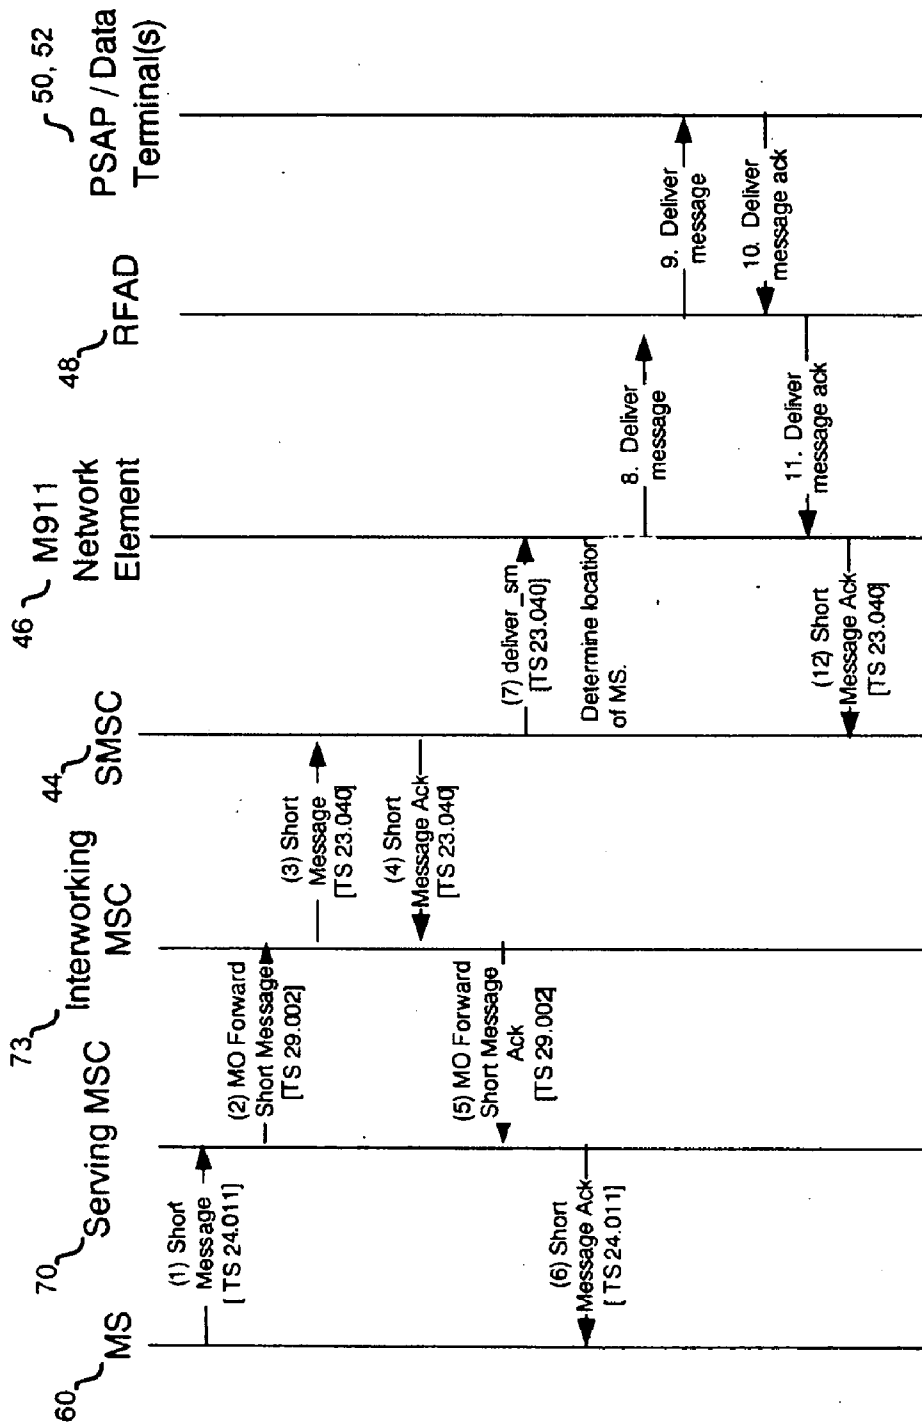 60
MS
70
Serving MSC
73
Interworking
MSC
44
SMSC
46
M911
Network
Element
48
RFAD
50, 52
PSAP / Data
Terminal(s)
(1) Short
Message
[ TS 24.011]
(2) MO Forward
Short Message
[TS 29.002]
(3) Short
Message
[TS 23.040]
(4) Short
Message Ack
[TS 23.040]
(5) MO Forward
Short Message
Ack
[TS 29.002]
(6) Short
Message Ack
[ TS 24.011]
(7) deliver_sm
[TS 23.040]
Determine location
of MS.
8. Deliver
message
9. Deliver
message
10. Deliver
message ack
11. Deliver
message ack
(12) Short
Message Ack
[TS 23.040]